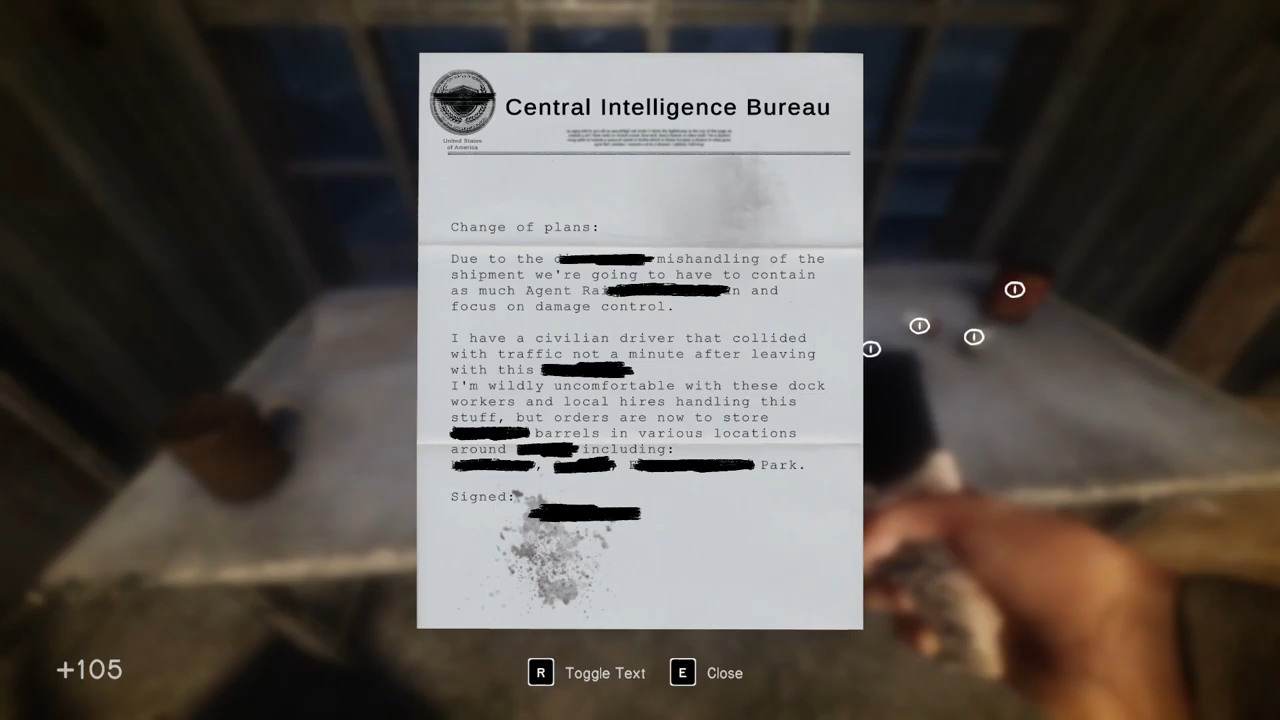 Central Intelligence Bureau
United States
of America
Change of plans:
Due to the mishandling of the
shipment we're going to have to contain
as much Agent Rai n and
focus on damage control.
I have a civilian driver that collided
with traffic not a minute after leaving
with this
I'm wildly uncomfortable with these dock
workers and local hires handling this
stuff, but orders are now to store
barrels in various locations
around including:
, , Park.
Signed:
+105
R Toggle Text E Close